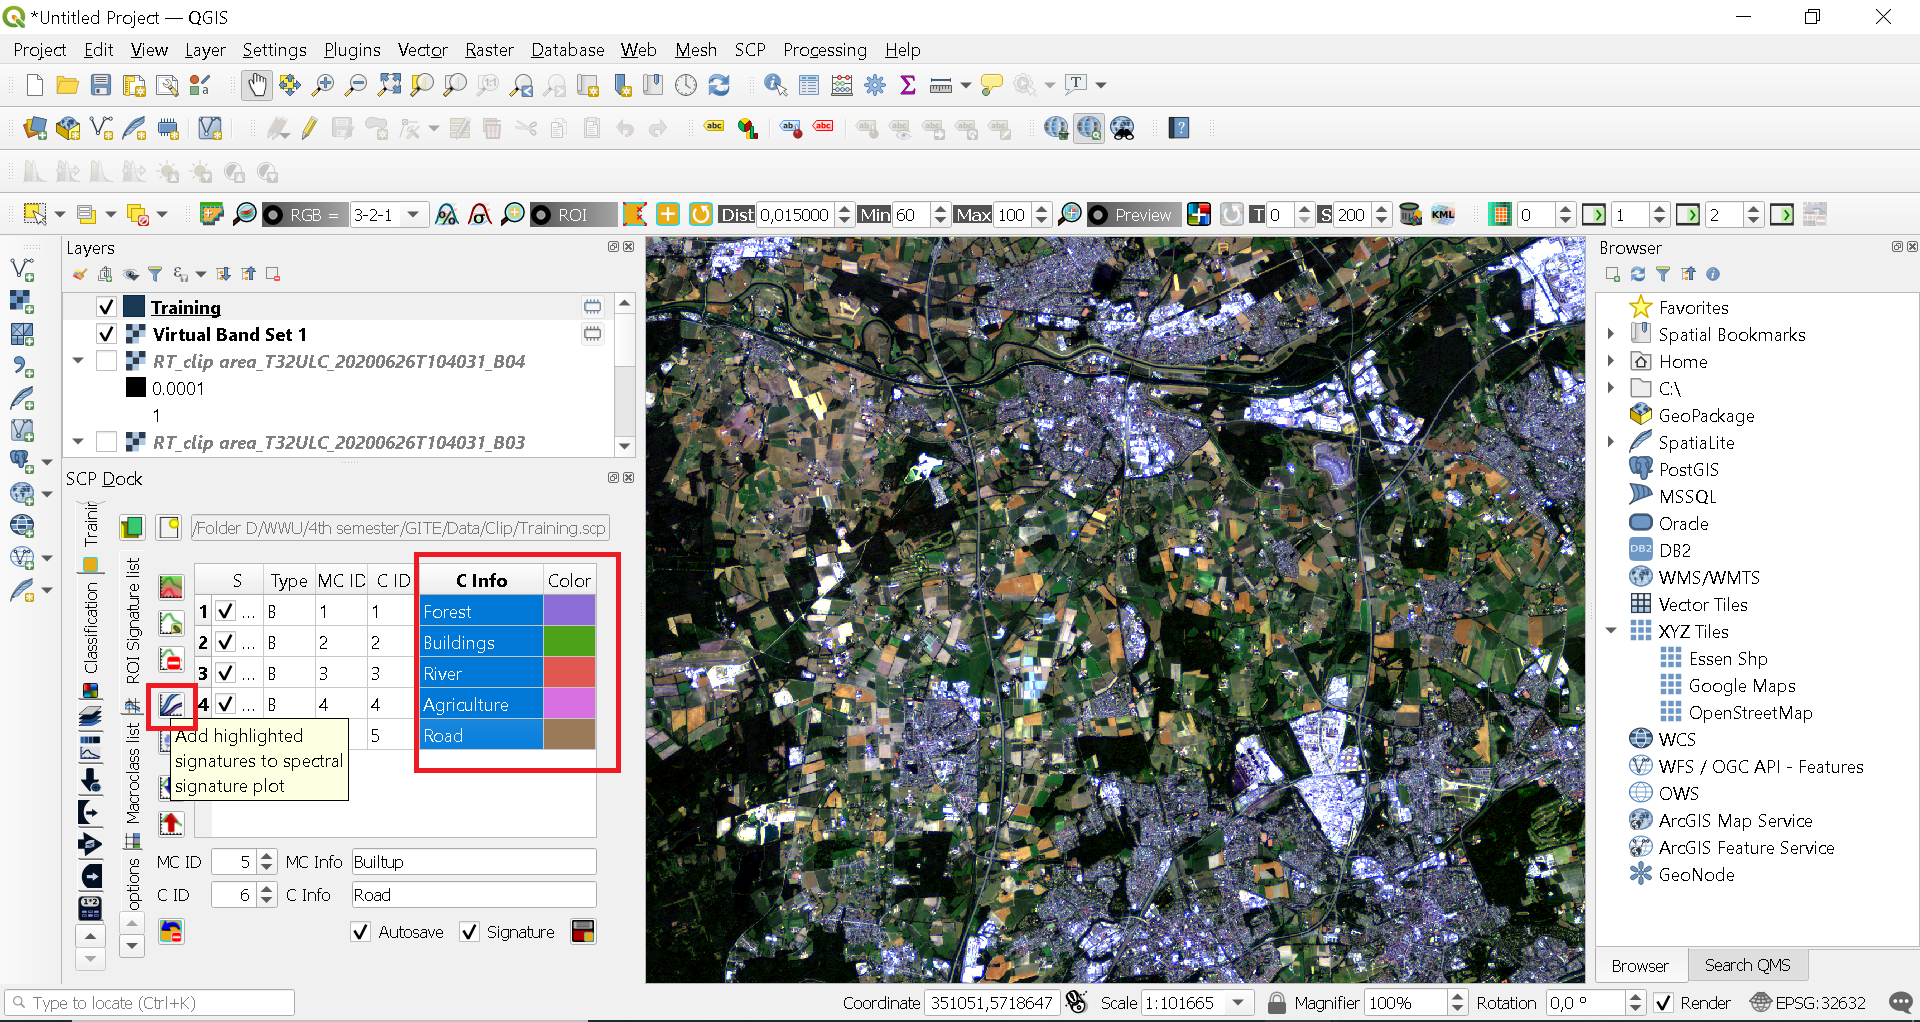 *Untitled Project — QGIS
Project Edit View Layer Settings Plugins Vector Raster Database Web Mesh SCP Processing Help
RGB = 3-2-1 ROI Dist 0,015000 Min 60 Max 100 Preview T 0 S 200 KML 0 1 2
Layers
Training
Virtual Band Set 1
RT_clip area_T32ULC_20200626T104031_B04
0.0001
1
RT_clip area_T32ULC_20200626T104031_B03
SCP Dock
/Folder D/WWU/4th semester/GITE/Data/Clip/Training.scp
Trainin
Classification
ROI Signature list
Macroclass list
options
S Type MC ID C ID C Info Color
1 ... B 1 1 Forest
2 ... B 2 2 Buildings
3 ... B 3 3 River
4 ... B 4 4 Agriculture
5 Road
Add highlighted
signatures to spectral
signature plot
MC ID 5 MC Info Builtup
C ID 6 C Info Road
Autosave Signature
Browser
Favorites
Spatial Bookmarks
Home
C:\
GeoPackage
SpatiaLite
PostGIS
MSSQL
Oracle
DB2
WMS/WMTS
Vector Tiles
XYZ Tiles
Essen Shp
Google Maps
OpenStreetMap
WCS
WFS / OGC API - Features
OWS
ArcGIS Map Service
ArcGIS Feature Service
GeoNode
Browser Search QMS
Type to locate (Ctrl+K) Coordinate 351051,5718647 Scale 1:101665 Magnifier 100% Rotation 0,0 ° Render EPSG:32632